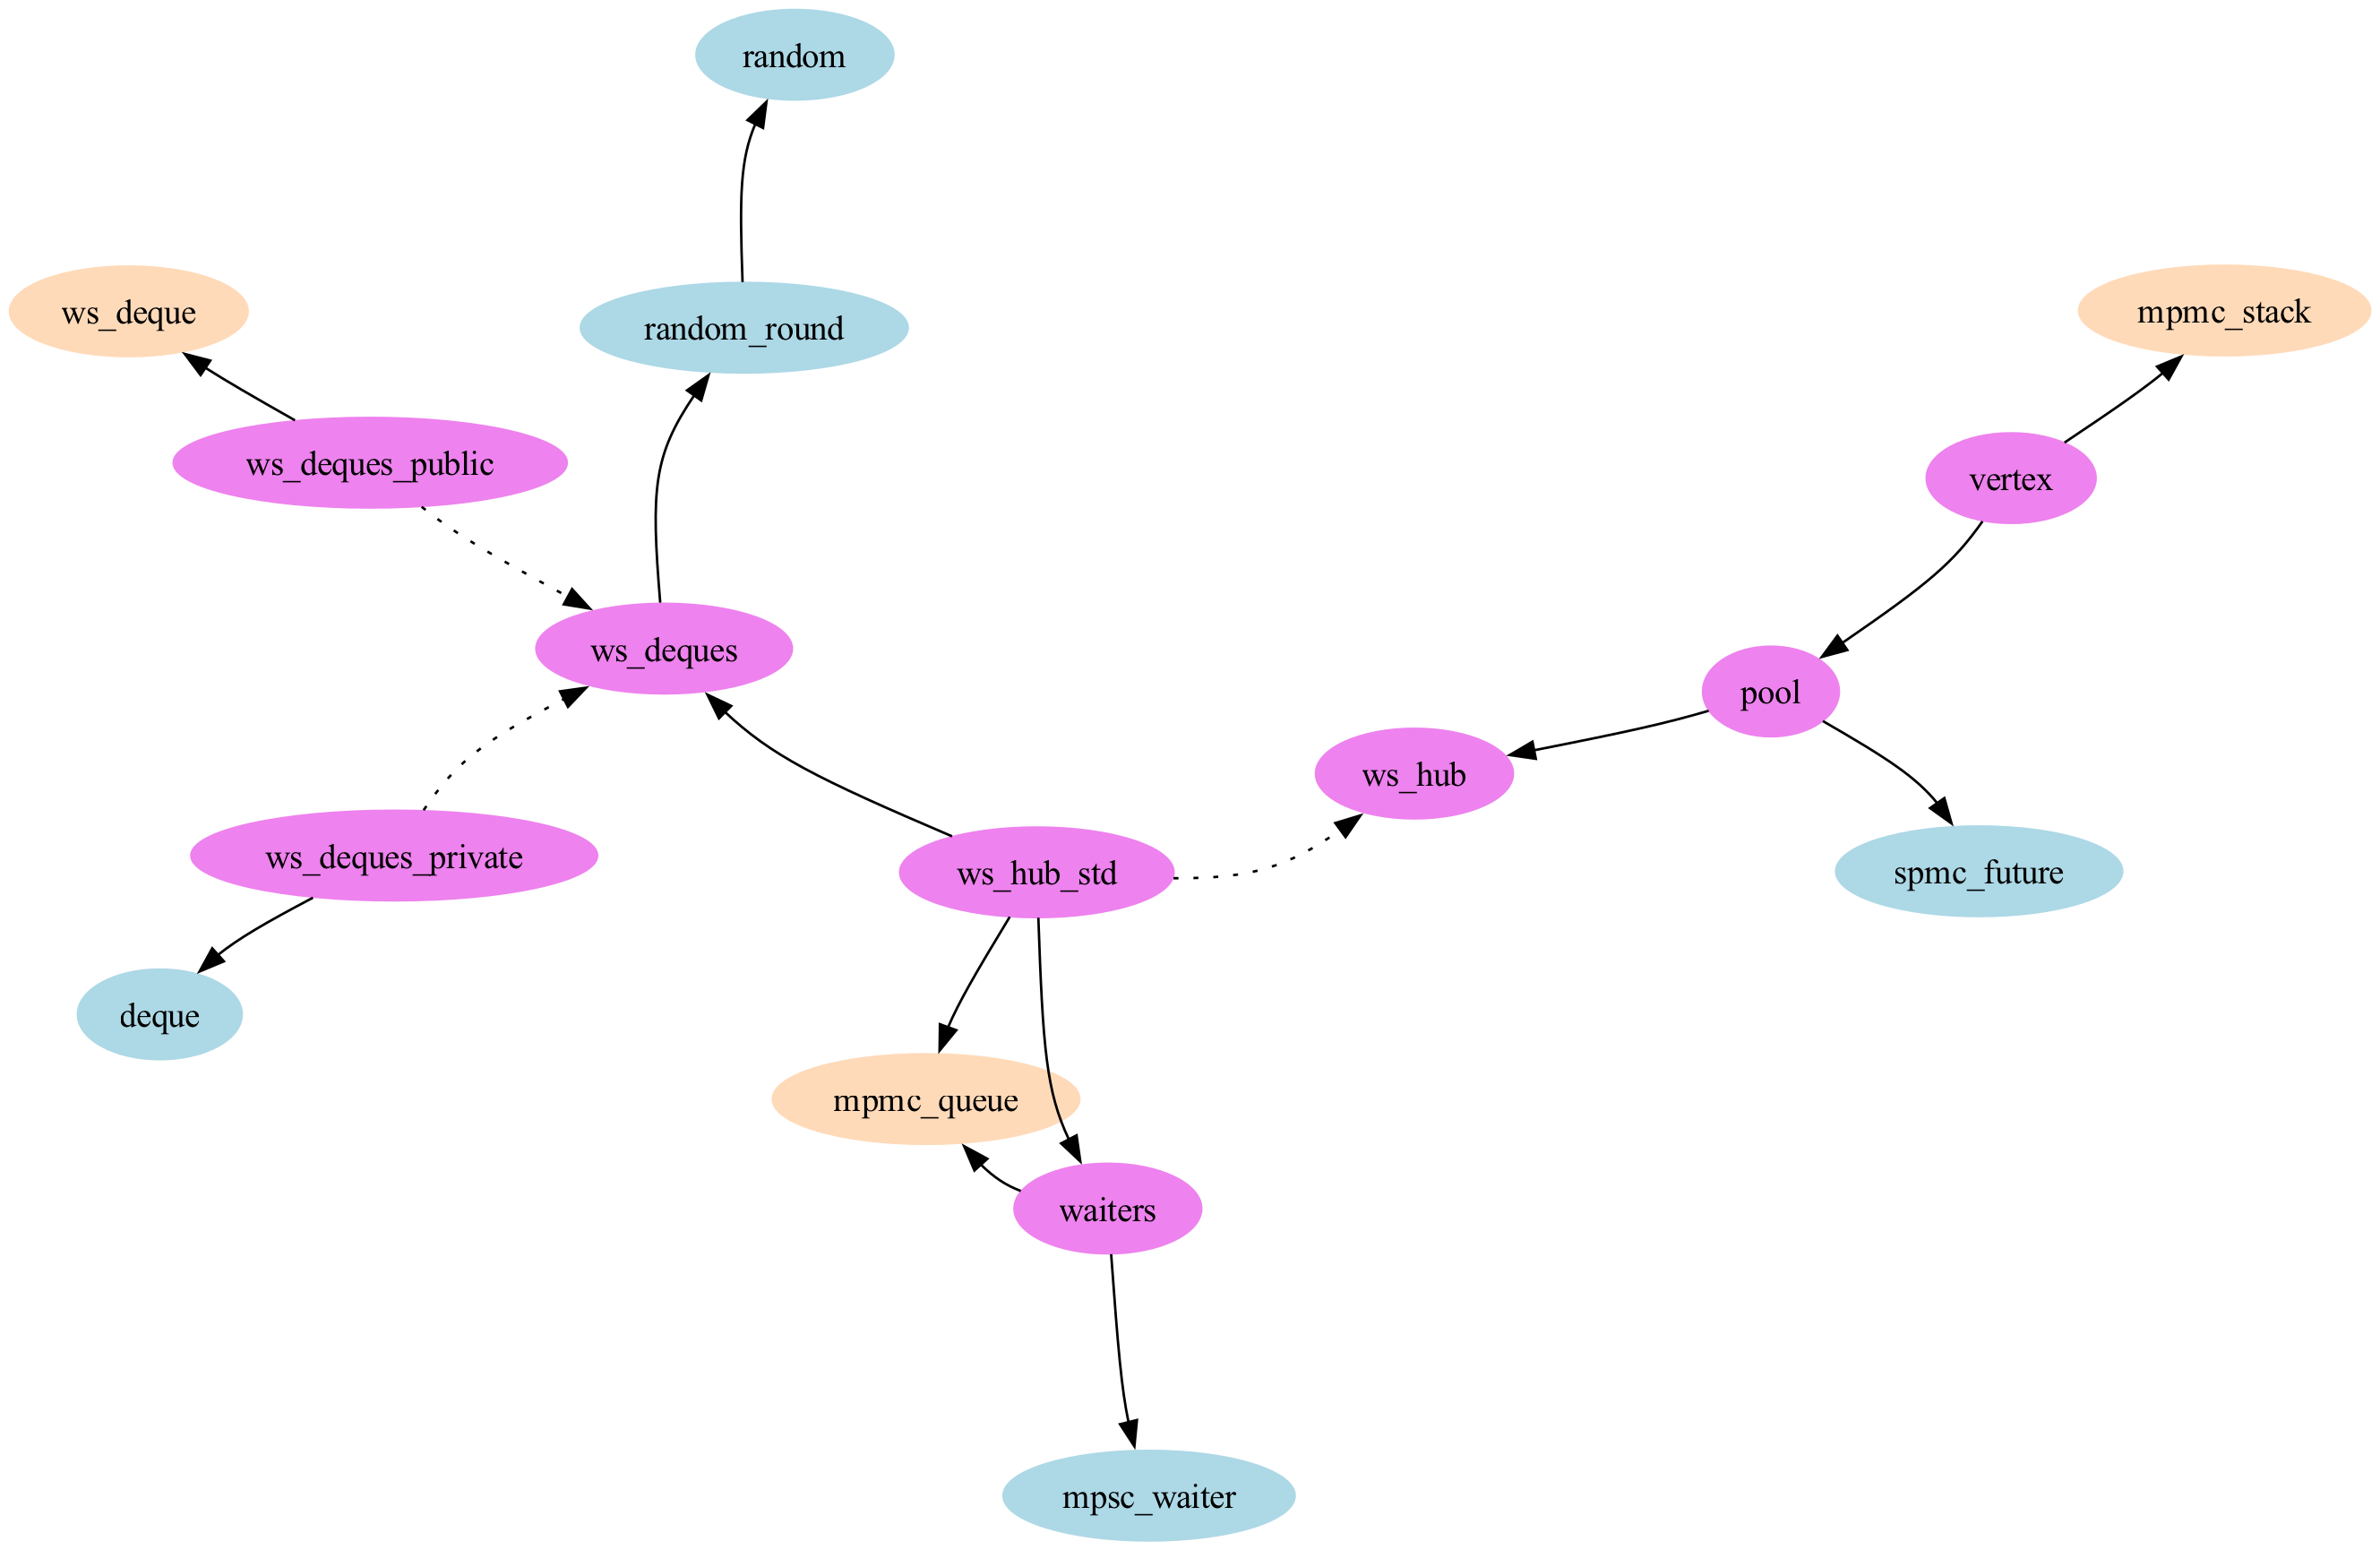 random
ws_deque
mpmc_stack
random_round
ws_deques_public
vertex
ws_deques
pool
ws_hub
ws_deques_private
ws_hub_std
spmc_future
deque
mpmc_queue
waiters
mpsc_waiter